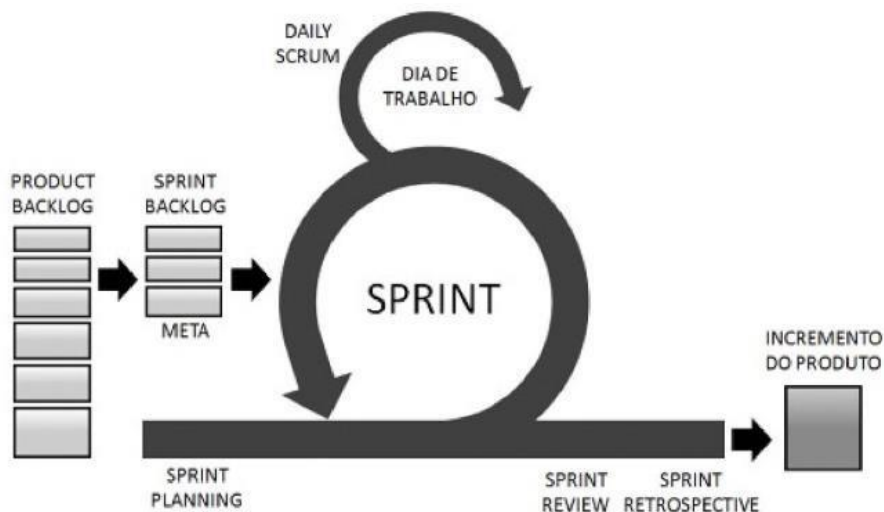 DAILY
SCRUM
DIA DE
TRABALHO
PRODUCT
BACKLOG
SPRINT
BACKLOG
META
SPRINT
INCREMENTO
DO PRODUTO
SPRINT
PLANNING
SPRINT
REVIEW
SPRINT
RETROSPECTIVE